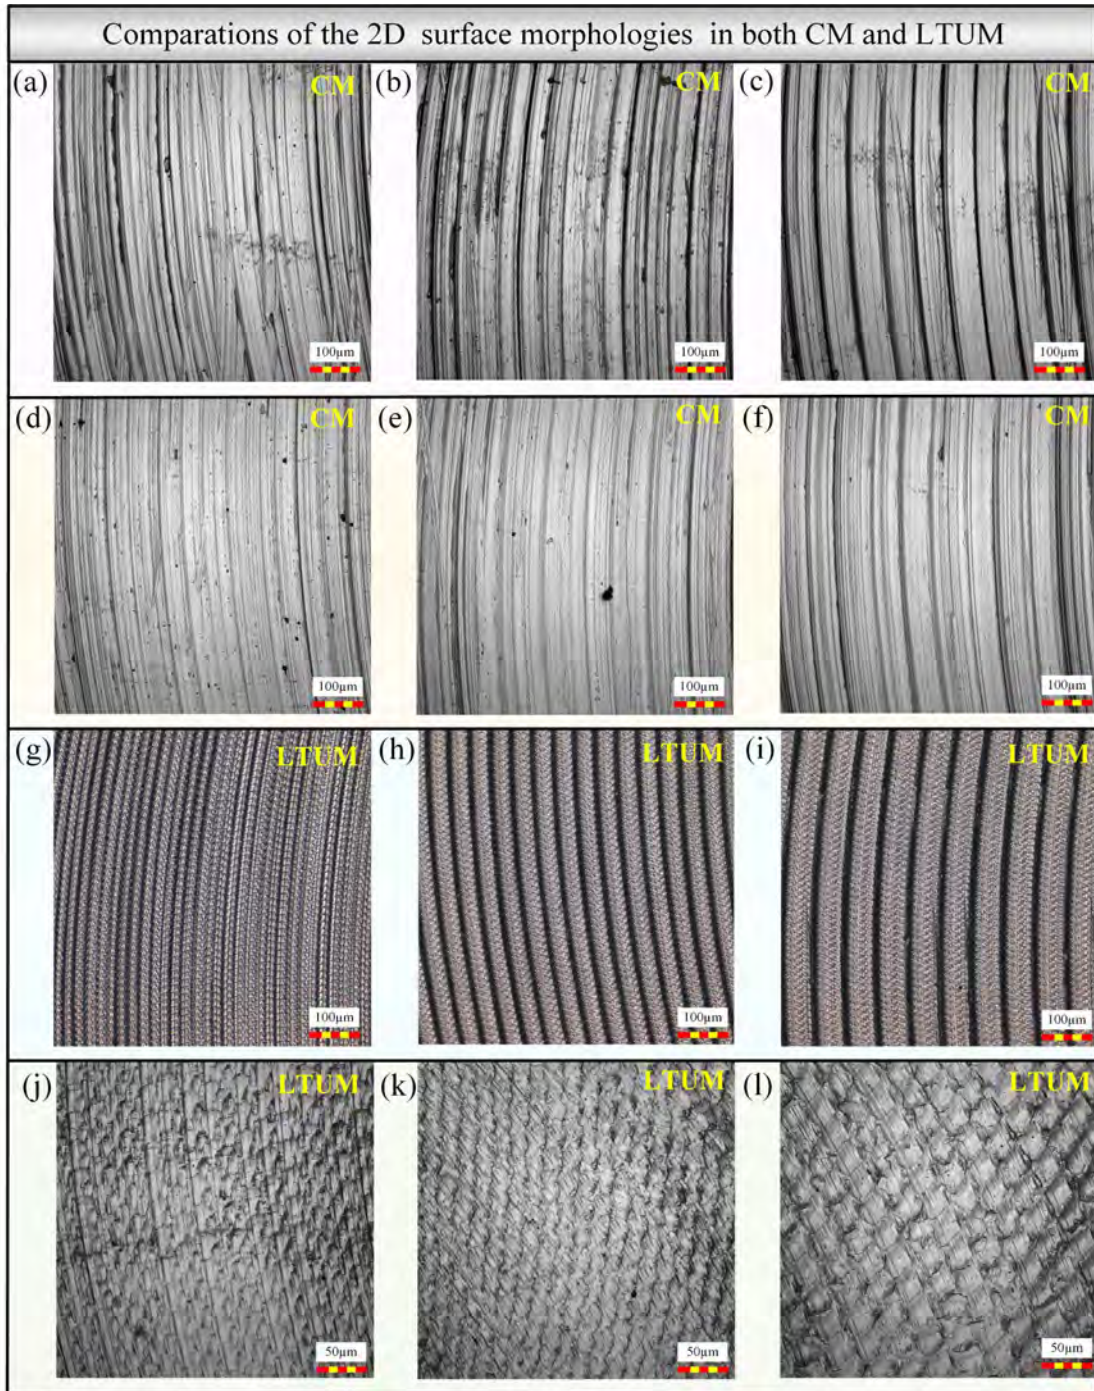 Comparations of the 2D surface morphologies in both CM and LTUM
(a) CM 100μm
(b) CM 100μm
(c) CM 100μm
(d) CM 100μm
(e) CM 100μm
(f) CM 100μm
(g) LTUM 100μm
(h) LTUM 100μm
(i) LTUM 100μm
(j) LTUM 50μm
(k) LTUM 50μm
(l) LTUM 50μm